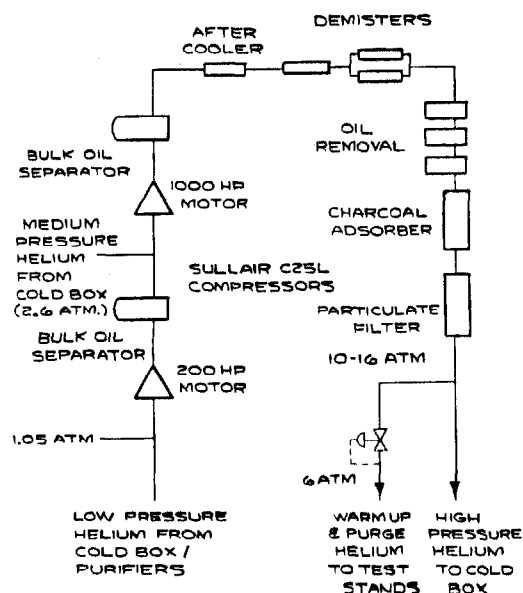 DEMISTERS
AFTER
COOLER
OIL
REMOVAL
BULK OIL
SEPARATOR
1000 HP
MOTOR
CHARCOAL
ADSORBER
MEDIUM
PRESSURE
HELIUM
FROM
COLD BOX
(2.6 ATM.)
SULLAIR C25L
COMPRESSORS
PARTICULATE
FILTER
BULK OIL
SEPARATOR
10-16 ATM
200 HP
MOTOR
1.05 ATM
6 ATM
LOW PRESSURE
HELIUM FROM
COLD BOX /
PURIFIERS
WARM UP
& PURGE
HELIUM
TO TEST
STANDS
HIGH
PRESSURE
HELIUM
TO COLD
BOX